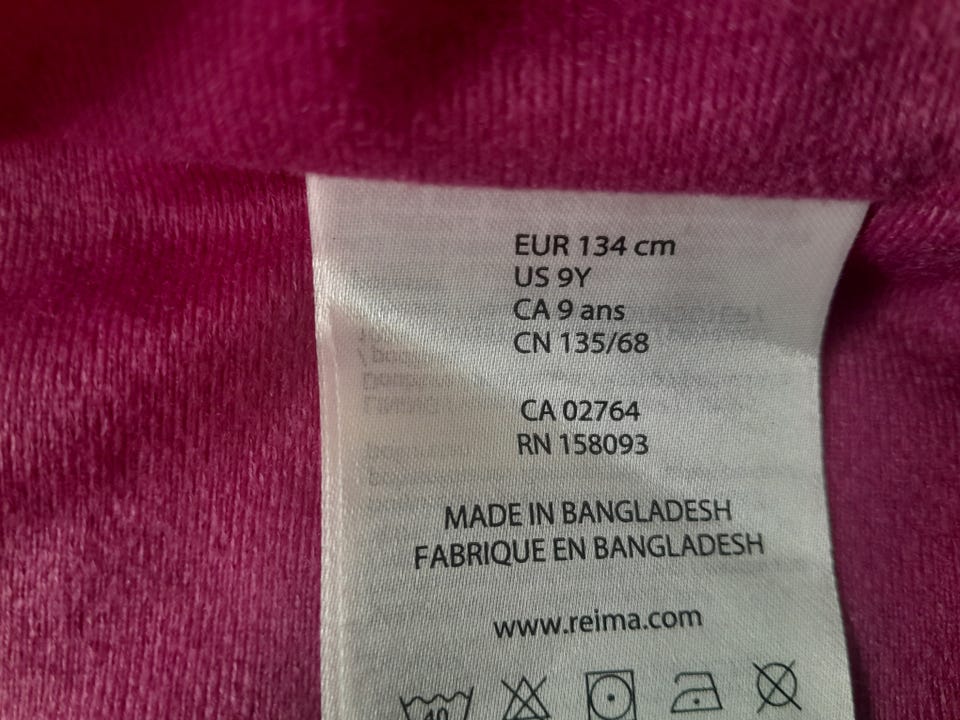 EUR 134 cm
US 9Y
CA 9 ans
CN 135/68
CA 02764
RN 158093
MADE IN BANGLADESH
FABRIQUE EN BANGLADESH
www.reima.com
40